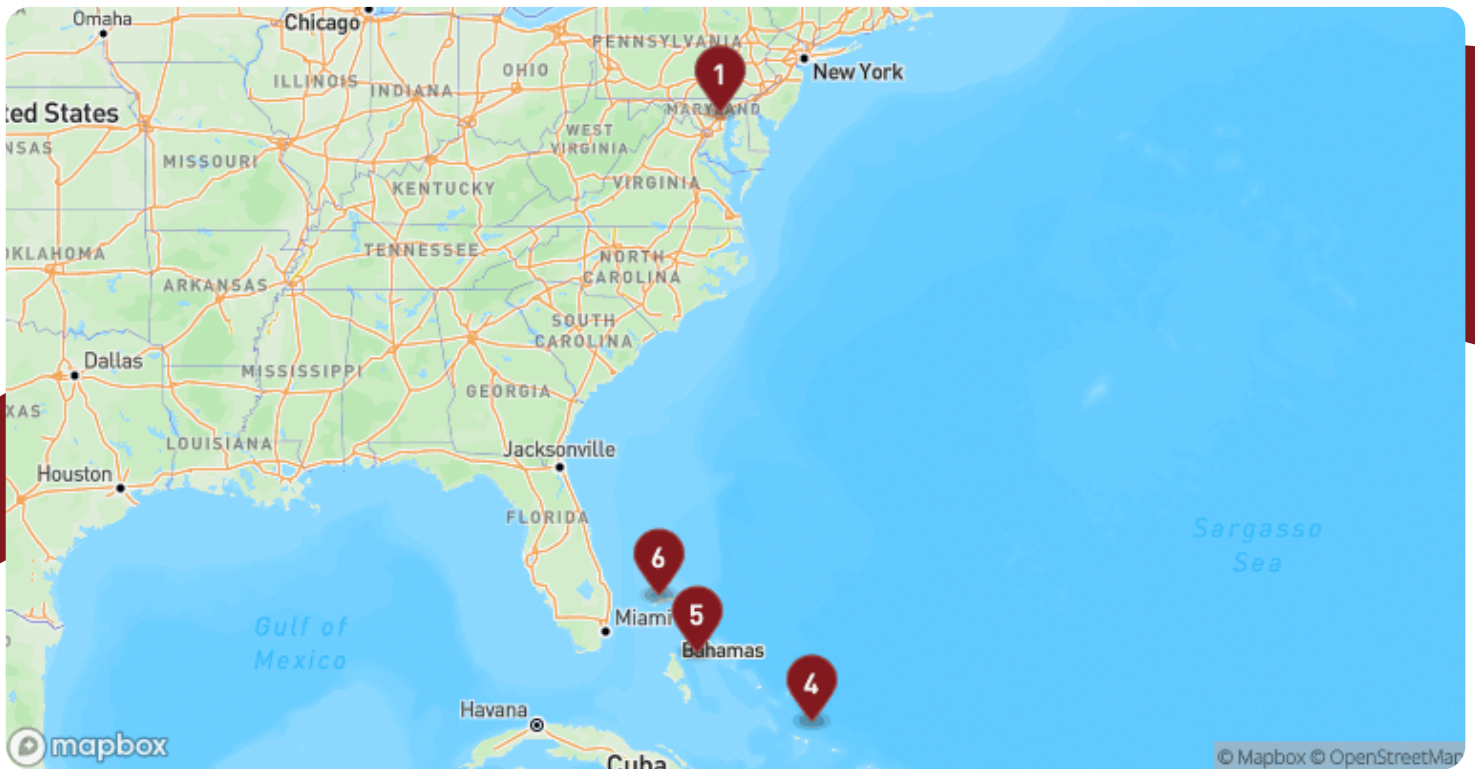 Omaha
Chicago
PENNSYLVANIA
New York
OHIO
ILLINOIS
INDIANA
1
MARYLAND
ted States
WEST
VIRGINIA
NSAS
MISSOURI
KENTUCKY
VIRGINIA
OKLAHOMA
TENNESSEE
NORTH
CAROLINA
ARKANSAS
SOUTH
CAROLINA
Dallas
MISSISSIPPI
GEORGIA
XAS
LOUISIANA
Jacksonville
Houston
FLORIDA
Sargasso
Sea
6
5
Miami
Gulf of
Mexico
Bahamas
4
Havana
Cuba
mapbox
© Mapbox © OpenStreetMap